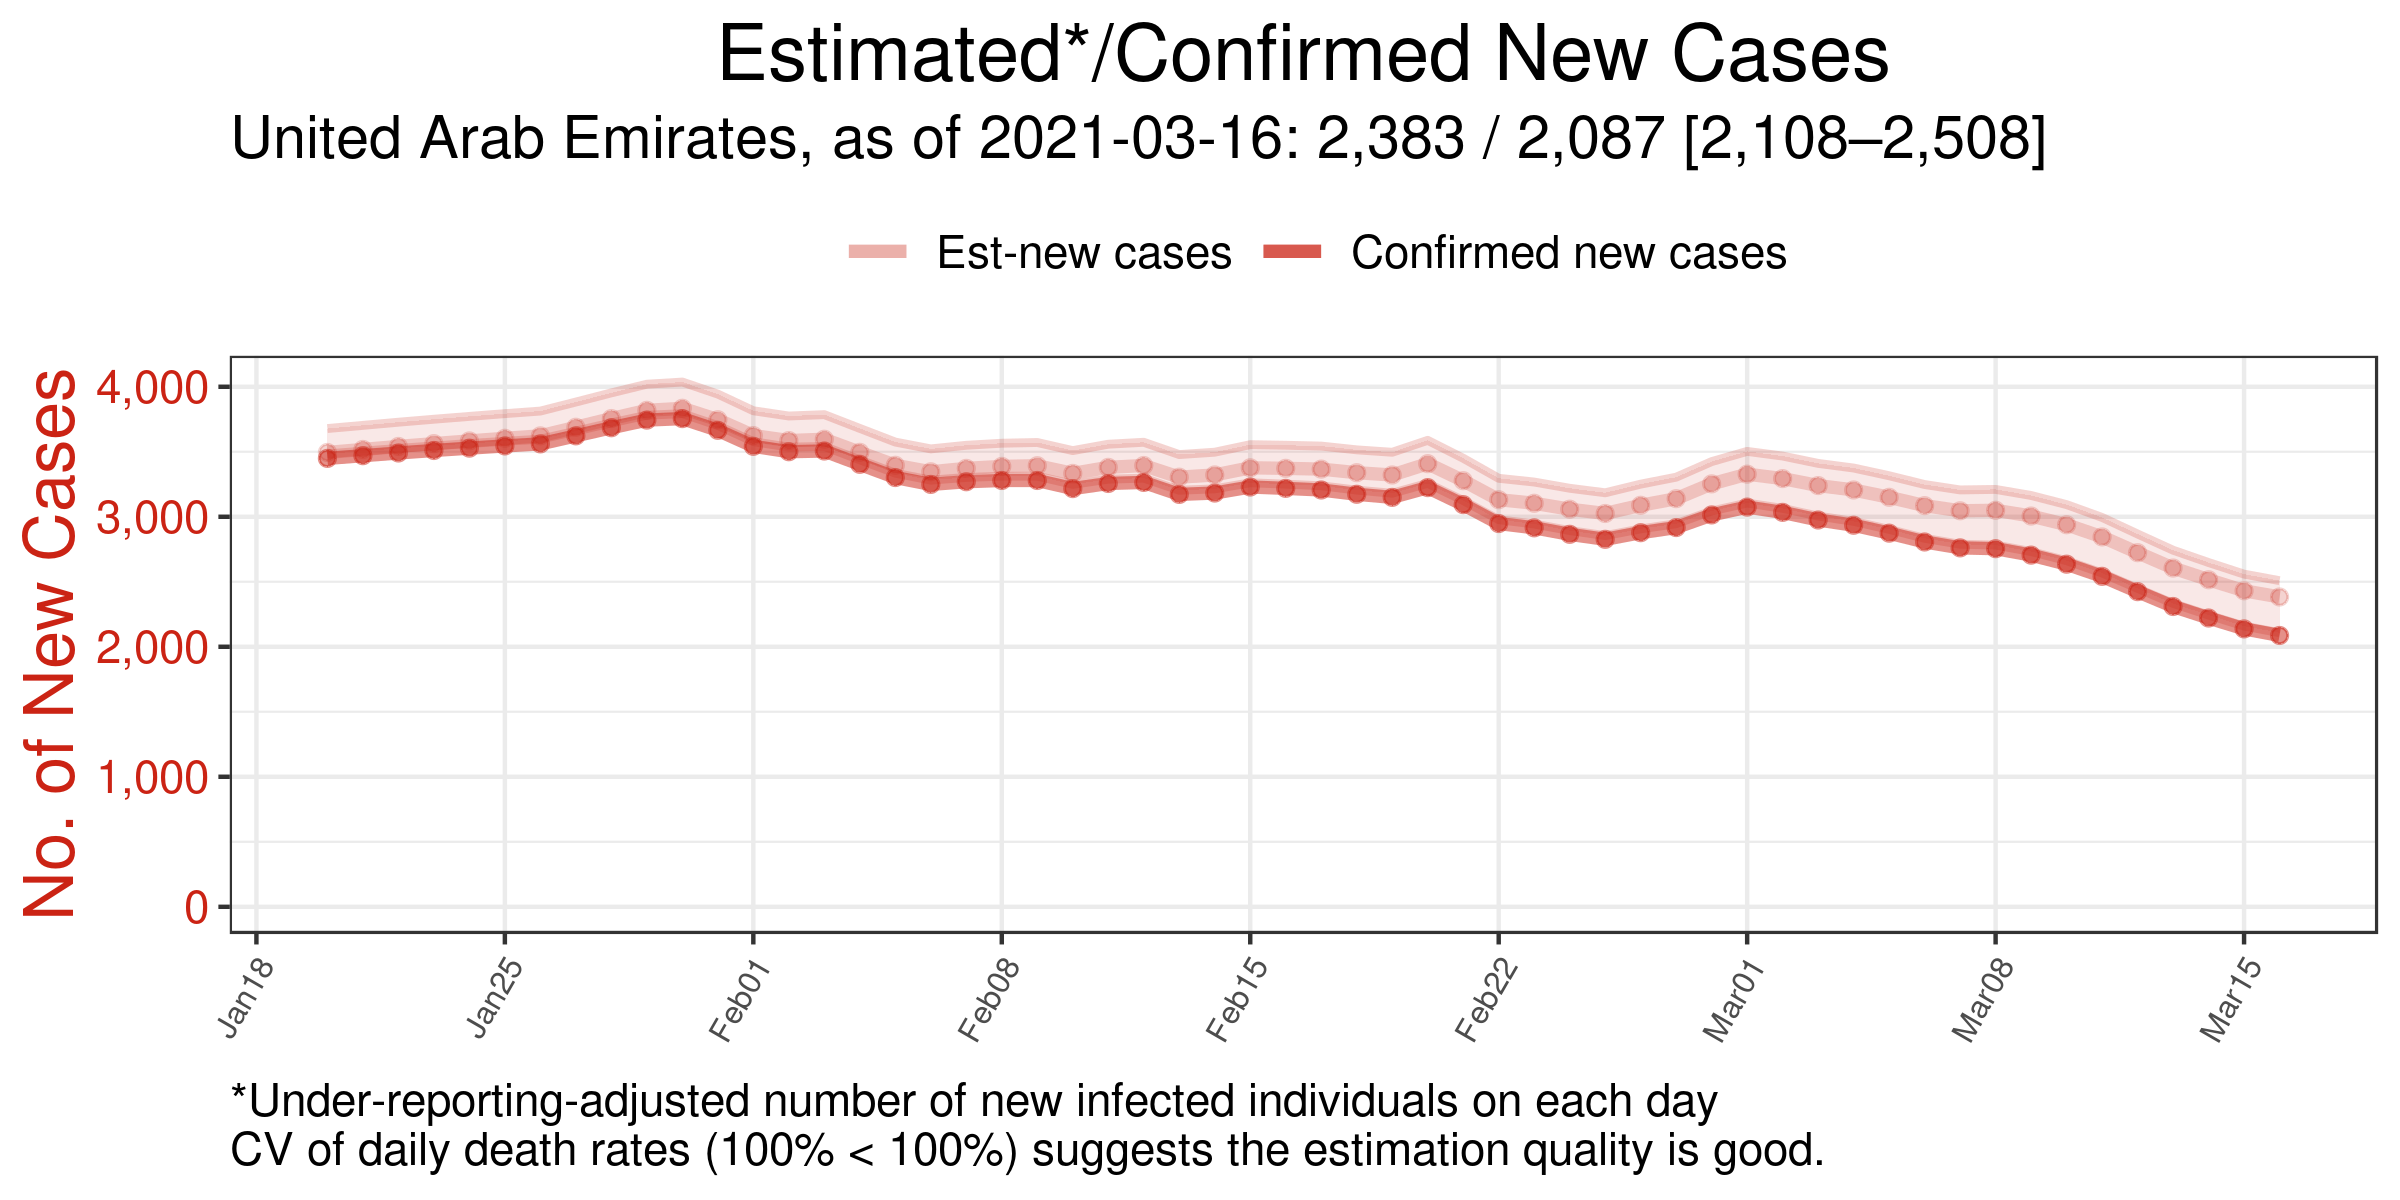 Estimated*/Confirmed New Cases
United Arab Emirates, as of 2021-03-16: 2,383 / 2,087 [2,108–2,508]
Est-new cases
Confirmed new cases
No. of New Cases
4,000
3,000
2,000
1,000
0
Jan18
Jan25
Feb01
Feb08
Feb15
Feb22
Mar01
Mar08
Mar15
*Under-reporting-adjusted number of new infected individuals on each day
CV of daily death rates (100% < 100%) suggests the estimation quality is good.